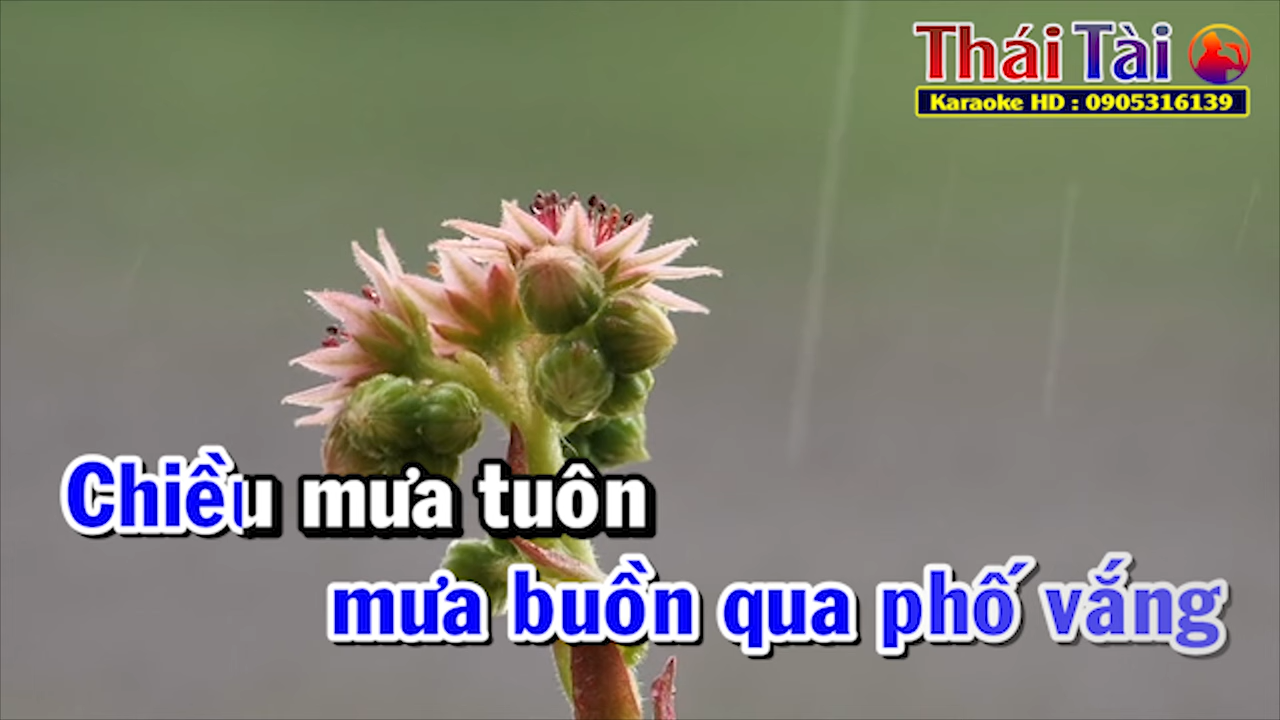 Thái Tài
Karaoke HD : 0905316139
Chiều mưa tuôn
mưa buồn qua phố vắng